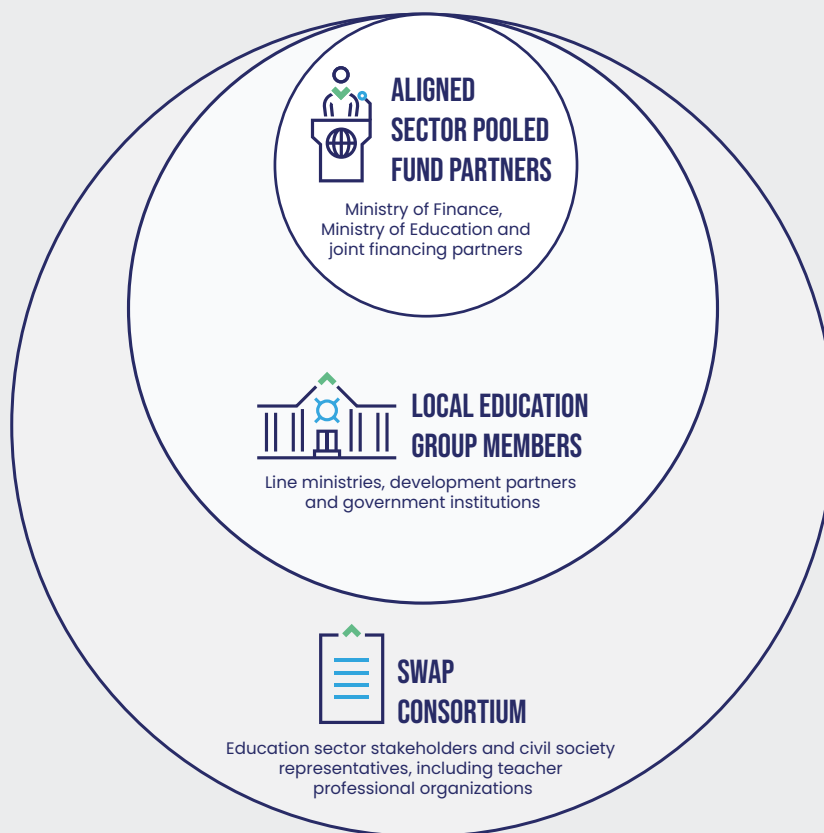 ALIGNED
SECTOR POOLED
FUND PARTNERS
Ministry of Finance,
Ministry of Education and
joint financing partners
LOCAL EDUCATION
GROUP MEMBERS
Line ministries, development partners
and government institutions
SWAP
CONSORTIUM
Education sector stakeholders and civil society
representatives, including teacher
professional organizations